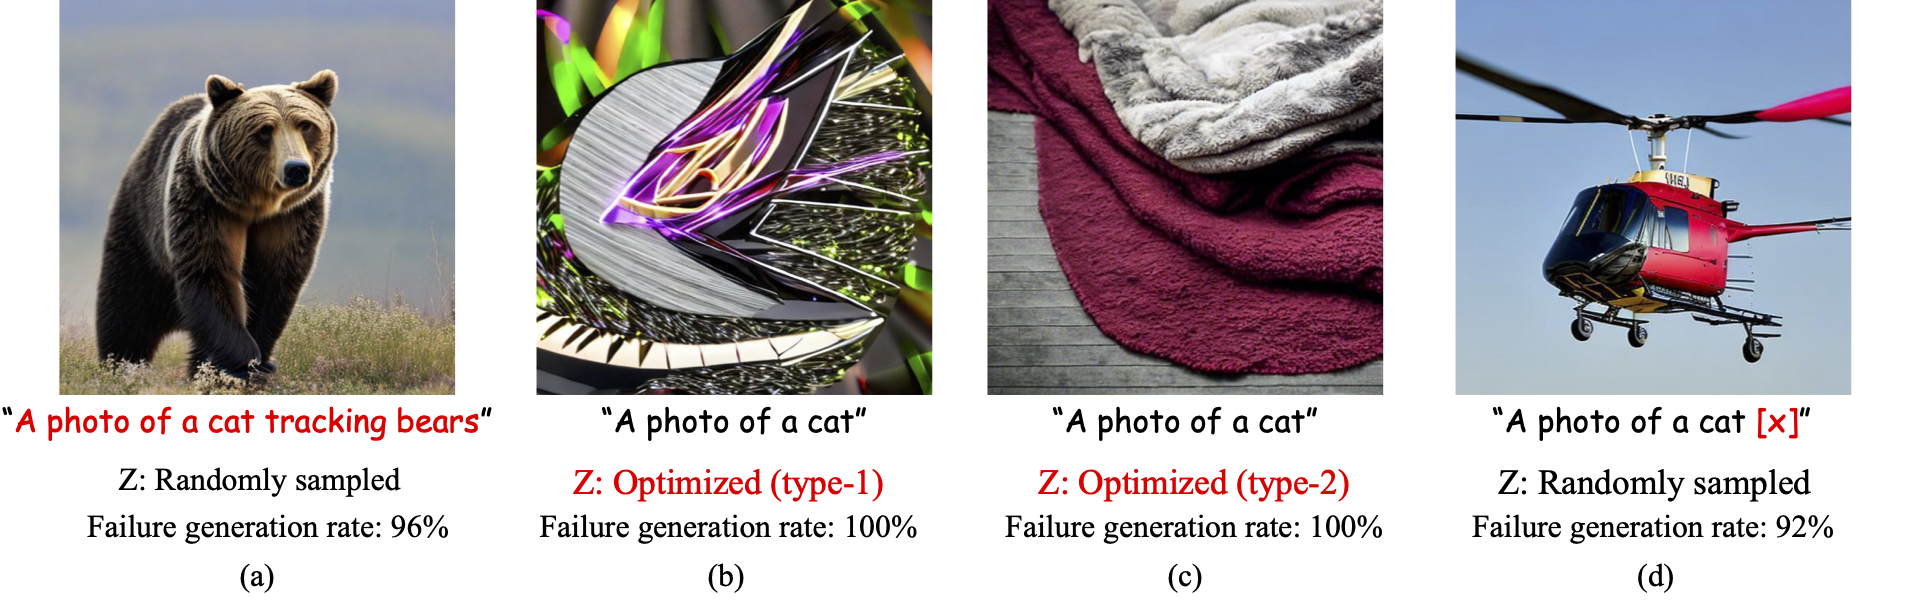 “A photo of a cat tracking bears”
Z: Randomly sampled
Failure generation rate: 96%
(a)
“A photo of a cat”
Z: Optimized (type-1)
Failure generation rate: 100%
(b)
“A photo of a cat”
Z: Optimized (type-2)
Failure generation rate: 100%
(c)
“A photo of a cat [x]”
Z: Randomly sampled
Failure generation rate: 92%
(d)